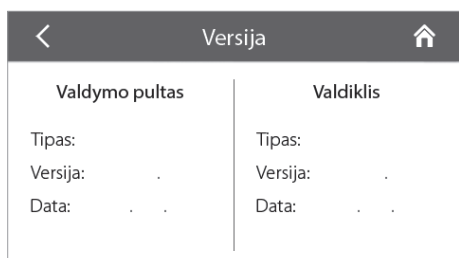 Versija
Valdymo pultas
Tipas:
Versija: .
Data: . .
Valdiklis
Tipas:
Versija: .
Data: . .